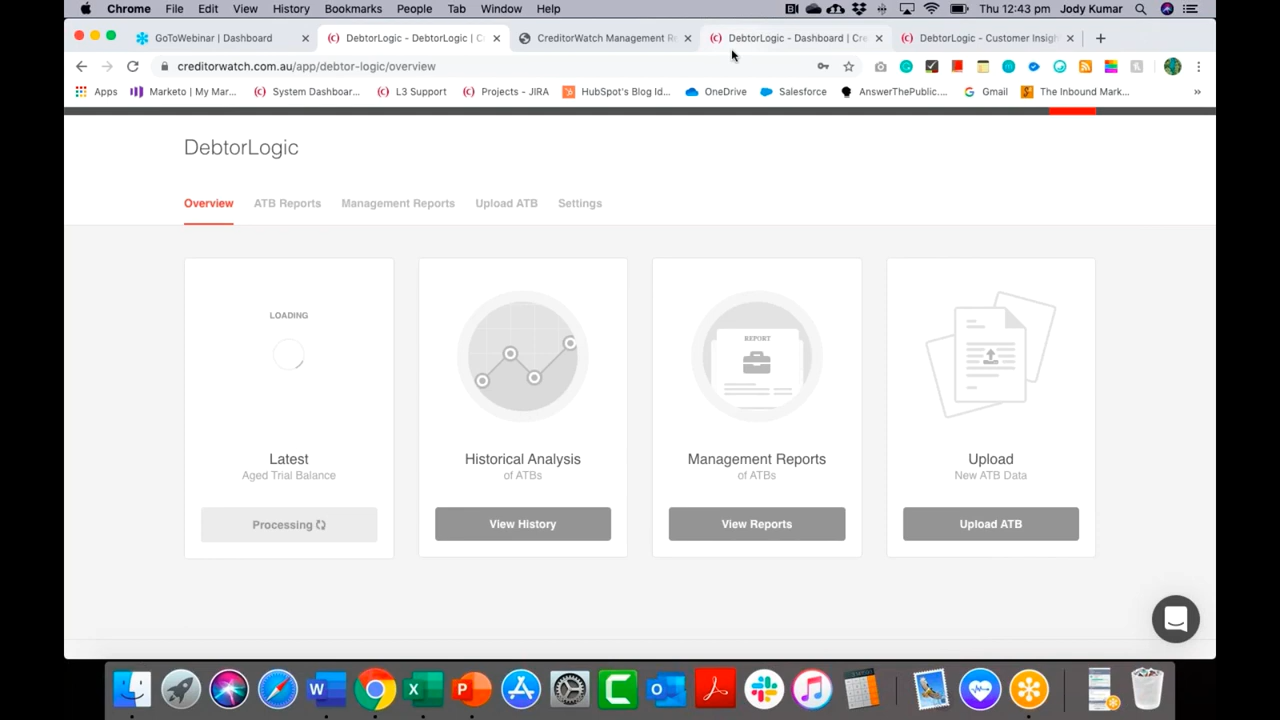 Chrome File Edit View History Bookmarks People Tab Window Help Thu 12:43 pm Jody Kumar
GoToWebinar | Dashboard DebtorLogic - DebtorLogic | C CreditorWatch Management R DebtorLogic - Dashboard | Cre DebtorLogic - Customer Insigh
creditorwatch.com.au/app/debtor-logic/overview
Apps Marketo | My Mar... System Dashboar... L3 Support Projects - JIRA HubSpot's Blog Ide... OneDrive Salesforce AnswerThePublic.... Gmail The Inbound Mark... »
DebtorLogic
Overview ATB Reports Management Reports Upload ATB Settings
LOADING
REPORT
Latest Historical Analysis Management Reports Upload
Aged Trial Balance of ATBs of ATBs New ATB Data
Processing View History View Reports Upload ATB